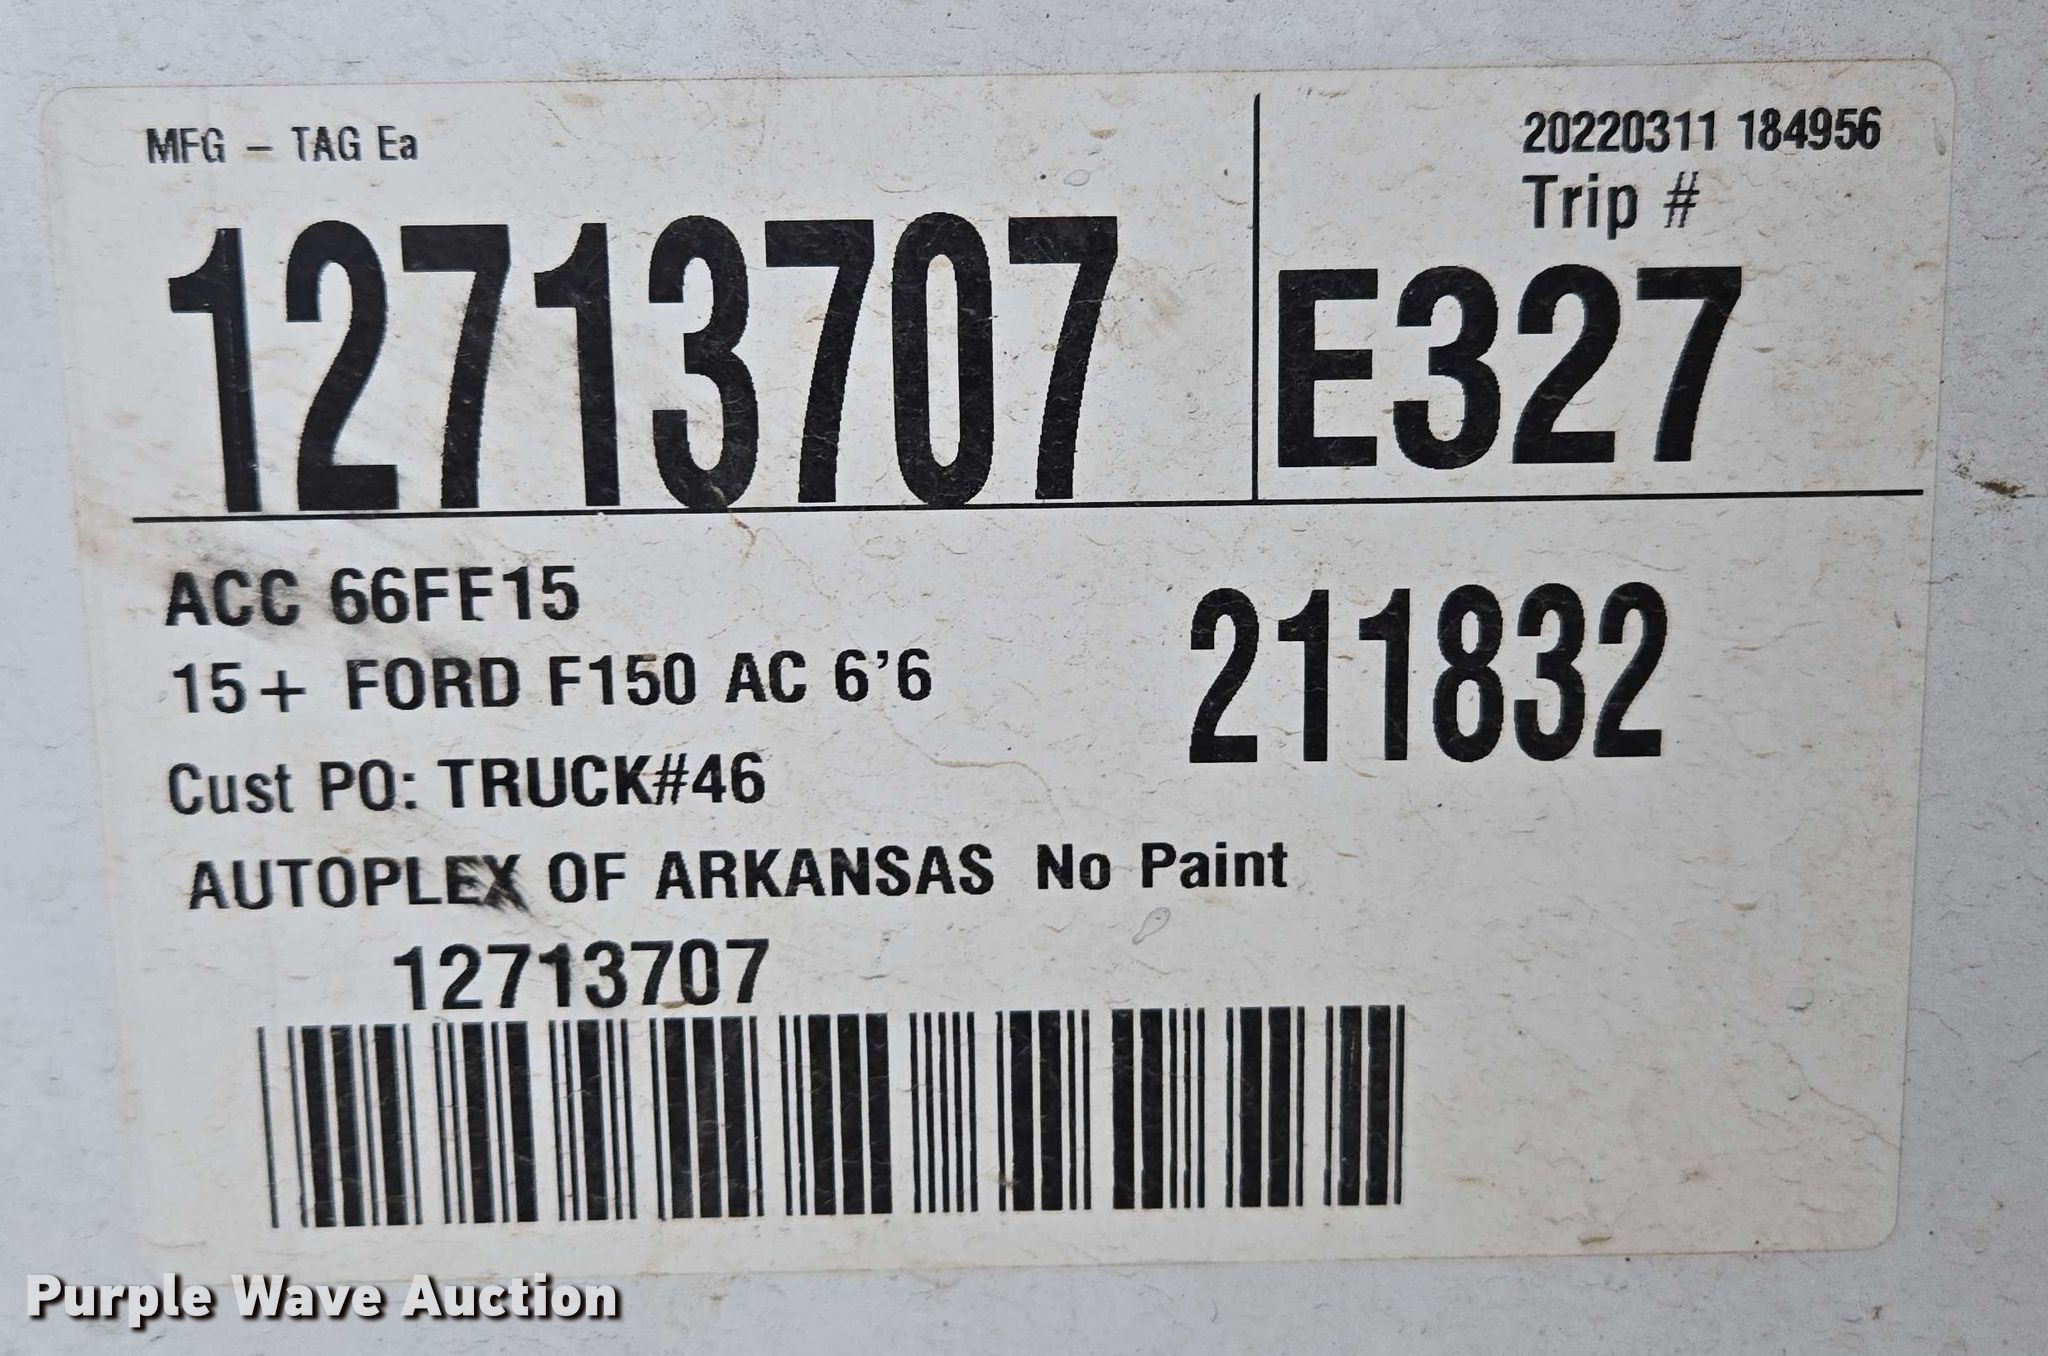 MFG - TAG Ea
20220311 184956
Trip #
12713707
E327
ACC 66FF15
211832
15+ FORD F150 AC 6'6
Cust PO: TRUCK#46
AUTOPLEX OF ARKANSAS No Paint
12713707
Purple Wave Auction